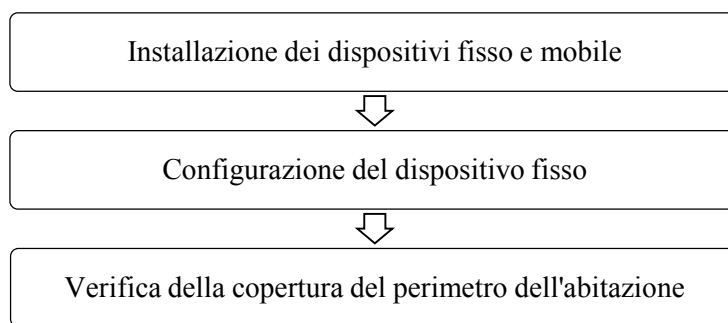 Installazione dei dispositivi fisso e mobile
Configurazione del dispositivo fisso
Verifica della copertura del perimetro dell'abitazione